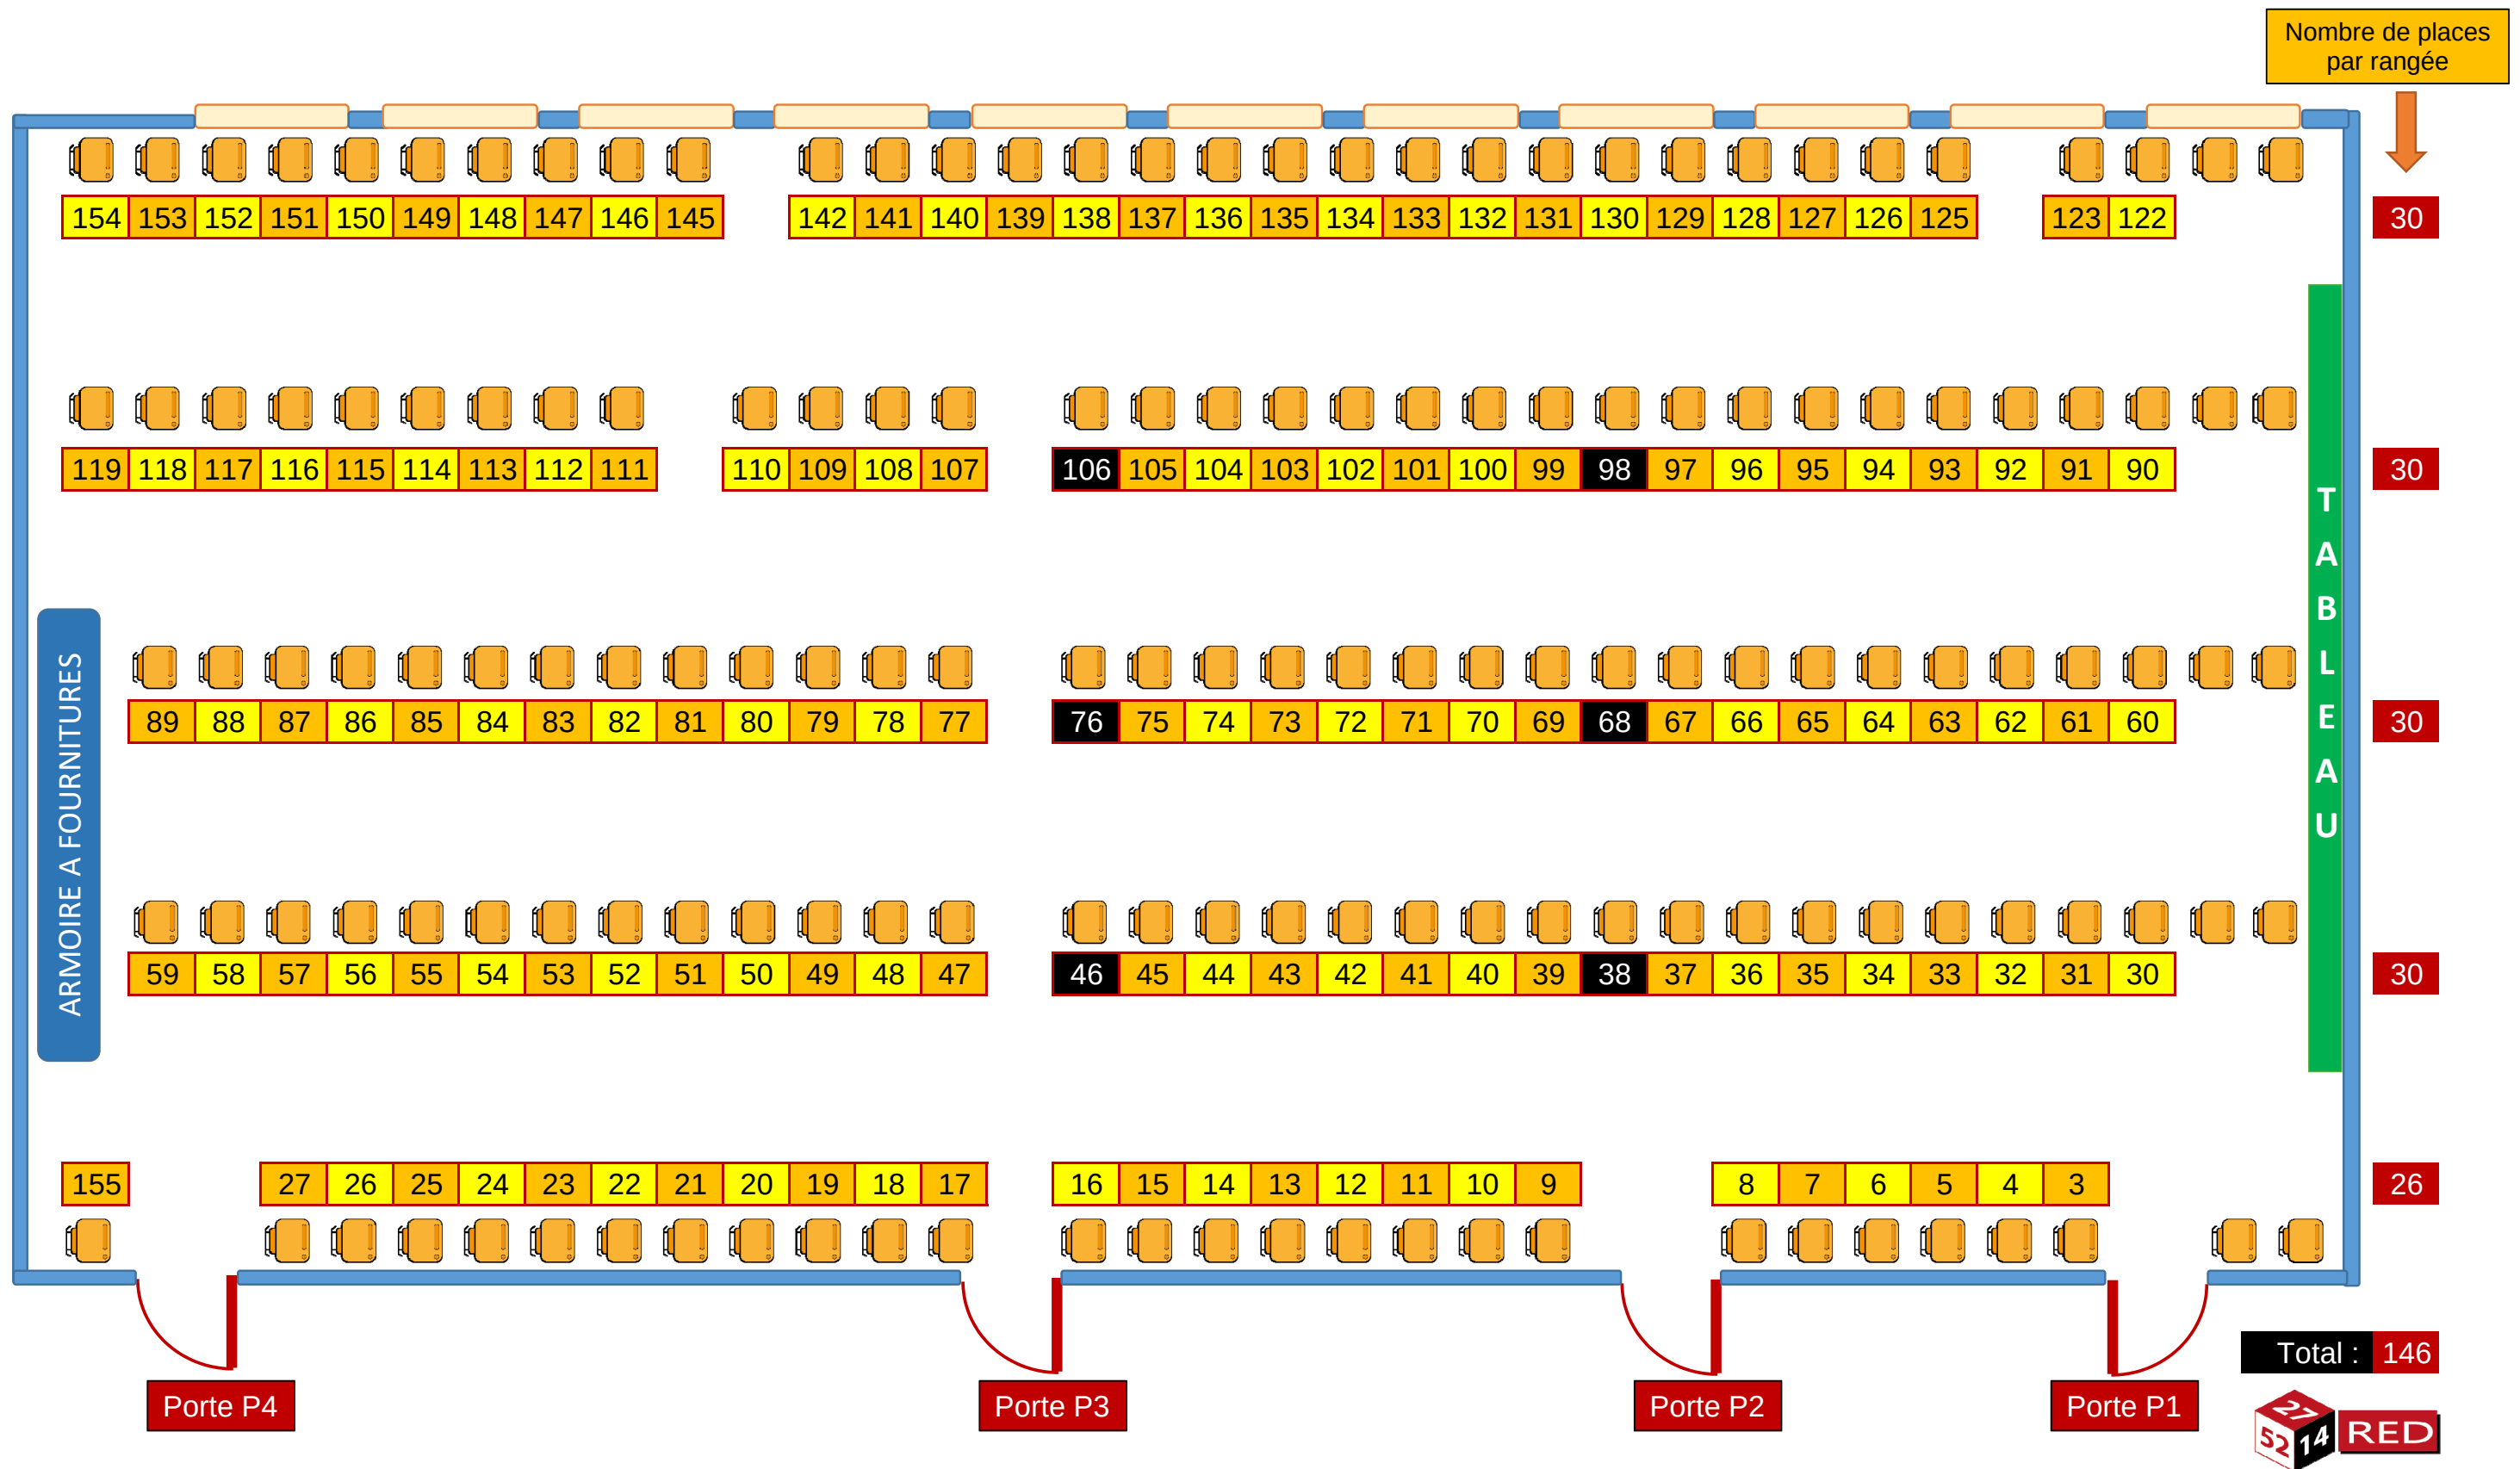 Nombre de places
par rangée
154 153 152 151 150 149 148 147 146 145 142 141 140 139 138 137 136 135 134 133 132 131 130 129 128 127 126 125 123 122 30
119 118 117 116 115 114 113 112 111 110 109 108 107 106 105 104 103 102 101 100 99 98 97 96 95 94 93 92 91 90 30
TABLEAU
ARMOIRE A FOURNITURES
89 88 87 86 85 84 83 82 81 80 79 78 77 76 75 74 73 72 71 70 69 68 67 66 65 64 63 62 61 60 30
59 58 57 56 55 54 53 52 51 50 49 48 47 46 45 44 43 42 41 40 39 38 37 36 35 34 33 32 31 30 30
155 27 26 25 24 23 22 21 20 19 18 17 16 15 14 13 12 11 10 9 8 7 6 5 4 3 26
Total : 146
Porte P4 Porte P3 Porte P2 Porte P1
27
52 14 RED